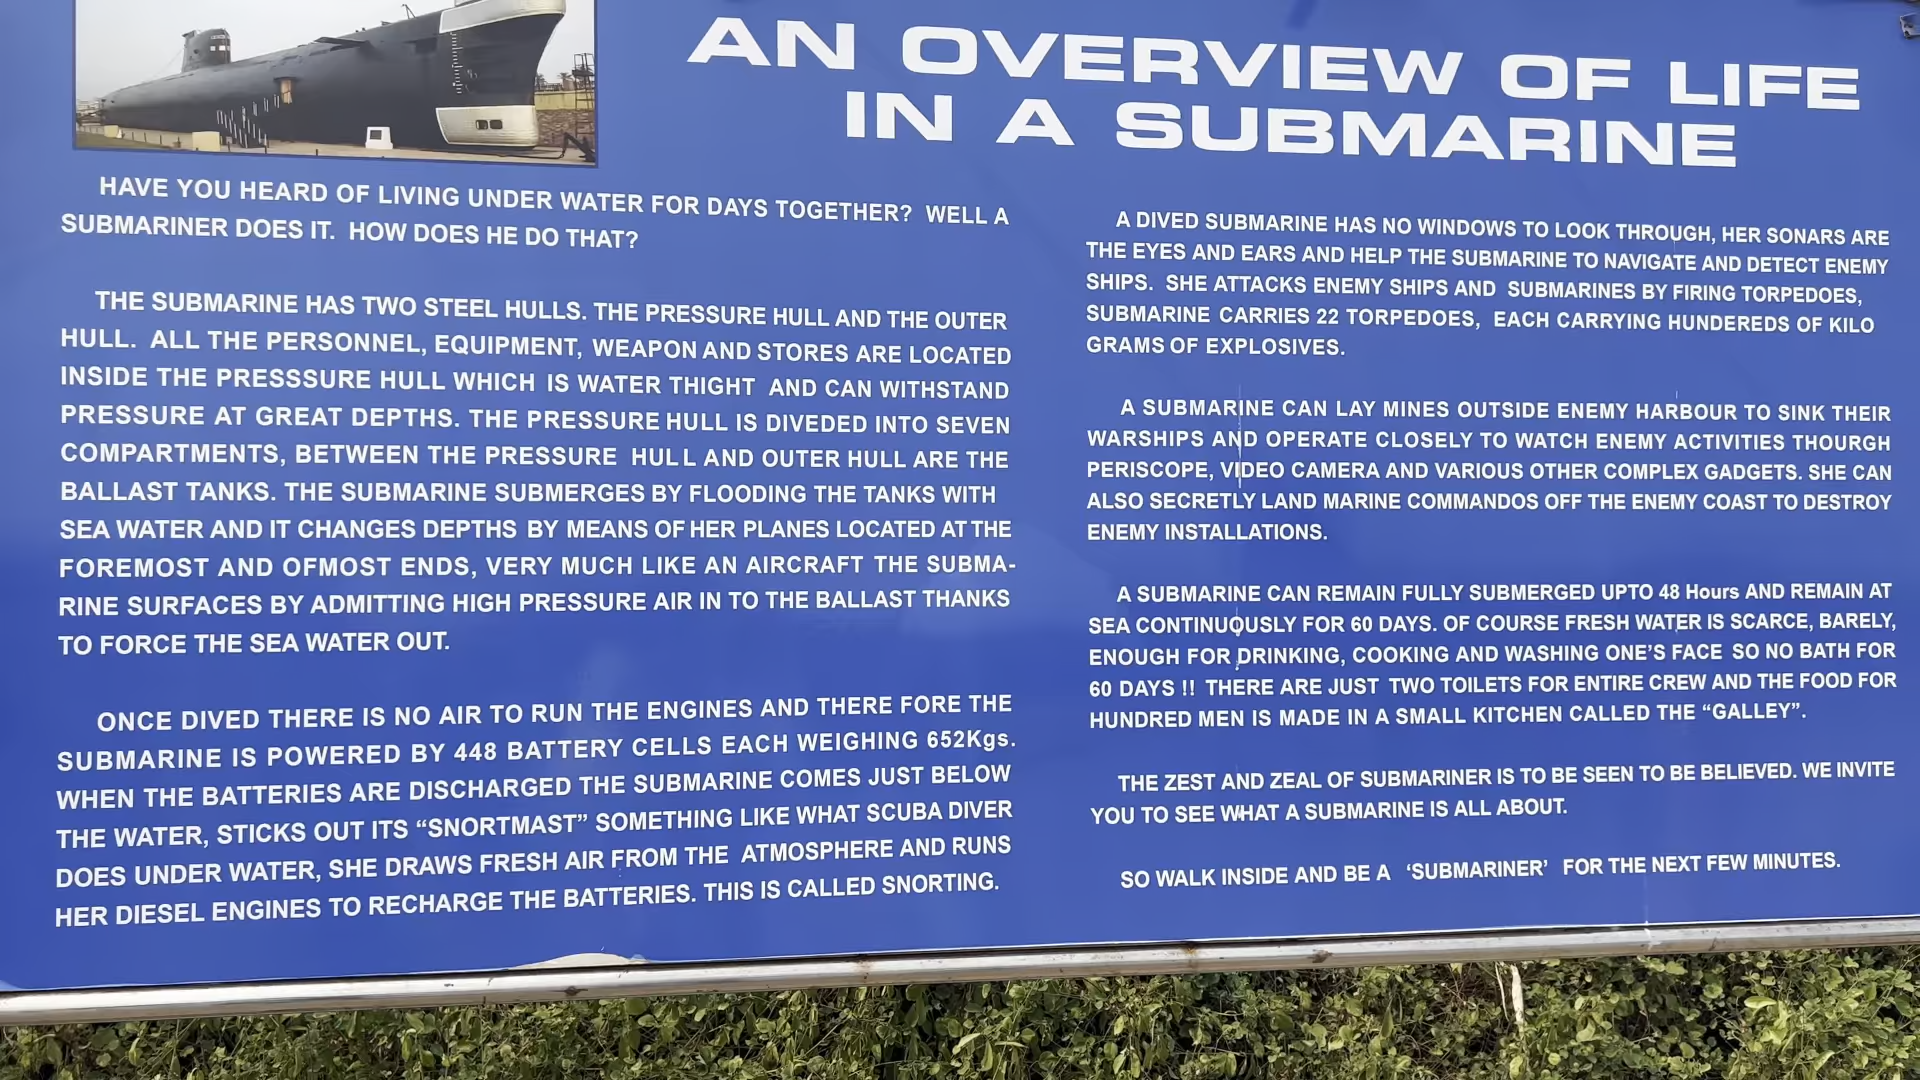 AN OVERVIEW OF LIFE
IN A SUBMARINE
HAVE YOU HEARD OF LIVING UNDER WATER FOR DAYS TOGETHER? WELL A
SUBMARINER DOES IT. HOW DOES HE DO THAT?
THE SUBMARINE HAS TWO STEEL HULLS. THE PRESSURE HULL AND THE OUTER
HULL. ALL THE PERSONNEL, EQUIPMENT, WEAPON AND STORES ARE LOCATED
INSIDE THE PRESSSURE HULL WHICH IS WATER THIGHT AND CAN WITHSTAND
PRESSURE AT GREAT DEPTHS. THE PRESSURE HULL IS DIVEDED INTO SEVEN
COMPARTMENTS, BETWEEN THE PRESSURE HULL AND OUTER HULL ARE THE
BALLAST TANKS. THE SUBMARINE SUBMERGES BY FLOODING THE TANKS WITH
SEA WATER AND IT CHANGES DEPTHS BY MEANS OF HER PLANES LOCATED AT THE
FOREMOST AND OFMOST ENDS, VERY MUCH LIKE AN AIRCRAFT THE SUBMA-
RINE SURFACES BY ADMITTING HIGH PRESSURE AIR IN TO THE BALLAST THANKS
TO FORCE THE SEA WATER OUT.
ONCE DIVED THERE IS NO AIR TO RUN THE ENGINES AND THERE FORE THE
SUBMARINE IS POWERED BY 448 BATTERY CELLS EACH WEIGHING 652Kgs.
WHEN THE BATTERIES ARE DISCHARGED THE SUBMARINE COMES JUST BELOW
THE WATER, STICKS OUT ITS “SNORTMAST” SOMETHING LIKE WHAT SCUBA DIVER
DOES UNDER WATER, SHE DRAWS FRESH AIR FROM THE ATMOSPHERE AND RUNS
HER DIESEL ENGINES TO RECHARGE THE BATTERIES. THIS IS CALLED SNORTING.
A DIVED SUBMARINE HAS NO WINDOWS TO LOOK THROUGH, HER SONARS ARE
THE EYES AND EARS AND HELP THE SUBMARINE TO NAVIGATE AND DETECT ENEMY
SHIPS. SHE ATTACKS ENEMY SHIPS AND SUBMARINES BY FIRING TORPEDOES,
SUBMARINE CARRIES 22 TORPEDOES, EACH CARRYING HUNDEREDS OF KILO
GRAMS OF EXPLOSIVES.
A SUBMARINE CAN LAY MINES OUTSIDE ENEMY HARBOUR TO SINK THEIR
WARSHIPS AND OPERATE CLOSELY TO WATCH ENEMY ACTIVITIES THOURGH
PERISCOPE, VIDEO CAMERA AND VARIOUS OTHER COMPLEX GADGETS. SHE CAN
ALSO SECRETLY LAND MARINE COMMANDOS OFF THE ENEMY COAST TO DESTROY
ENEMY INSTALLATIONS.
A SUBMARINE CAN REMAIN FULLY SUBMERGED UPTO 48 Hours AND REMAIN AT
SEA CONTINUOUSLY FOR 60 DAYS. OF COURSE FRESH WATER IS SCARCE, BARELY,
ENOUGH FOR DRINKING, COOKING AND WASHING ONE’S FACE SO NO BATH FOR
60 DAYS !! THERE ARE JUST TWO TOILETS FOR ENTIRE CREW AND THE FOOD FOR
HUNDRED MEN IS MADE IN A SMALL KITCHEN CALLED THE “GALLEY”.
THE ZEST AND ZEAL OF SUBMARINER IS TO BE SEEN TO BE BELIEVED. WE INVITE
YOU TO SEE WHAT A SUBMARINE IS ALL ABOUT.
SO WALK INSIDE AND BE A ‘SUBMARINER’ FOR THE NEXT FEW MINUTES.